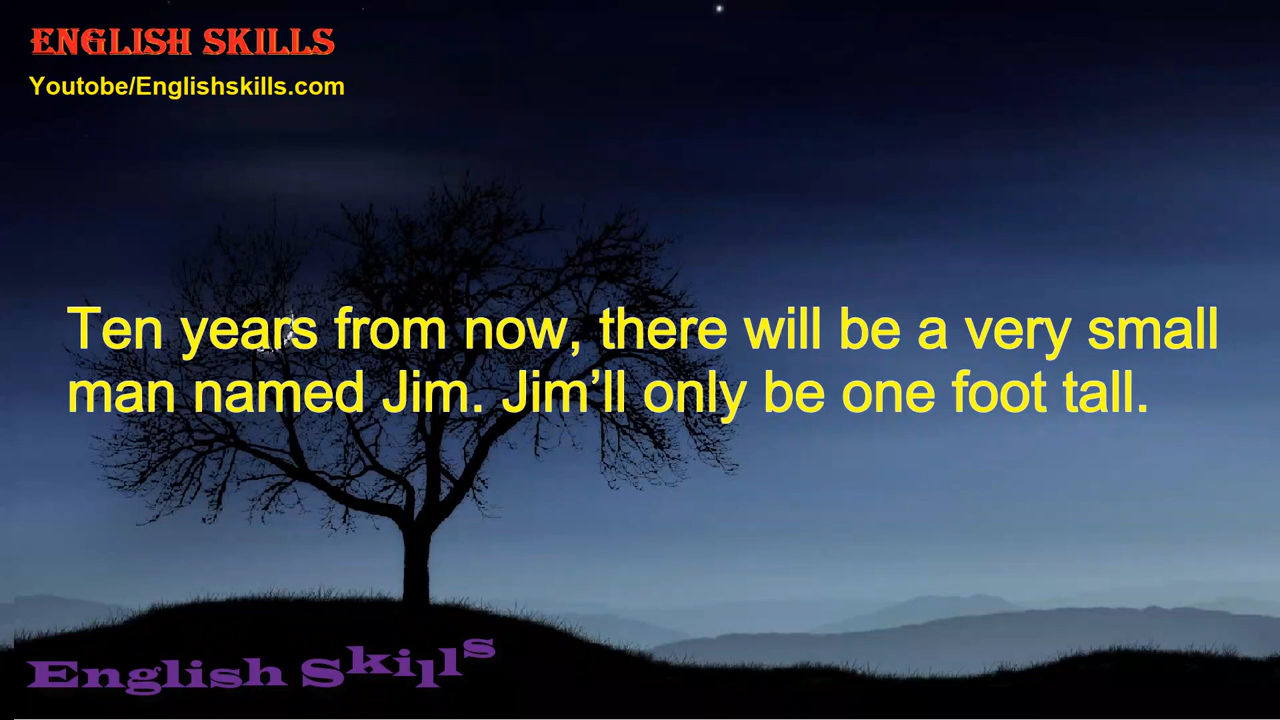 ENGLISH SKILLS
Youtobe/Englishskills.com
Ten years from now, there will be a very small
man named Jim. Jim’ll only be one foot tall.
English Skills